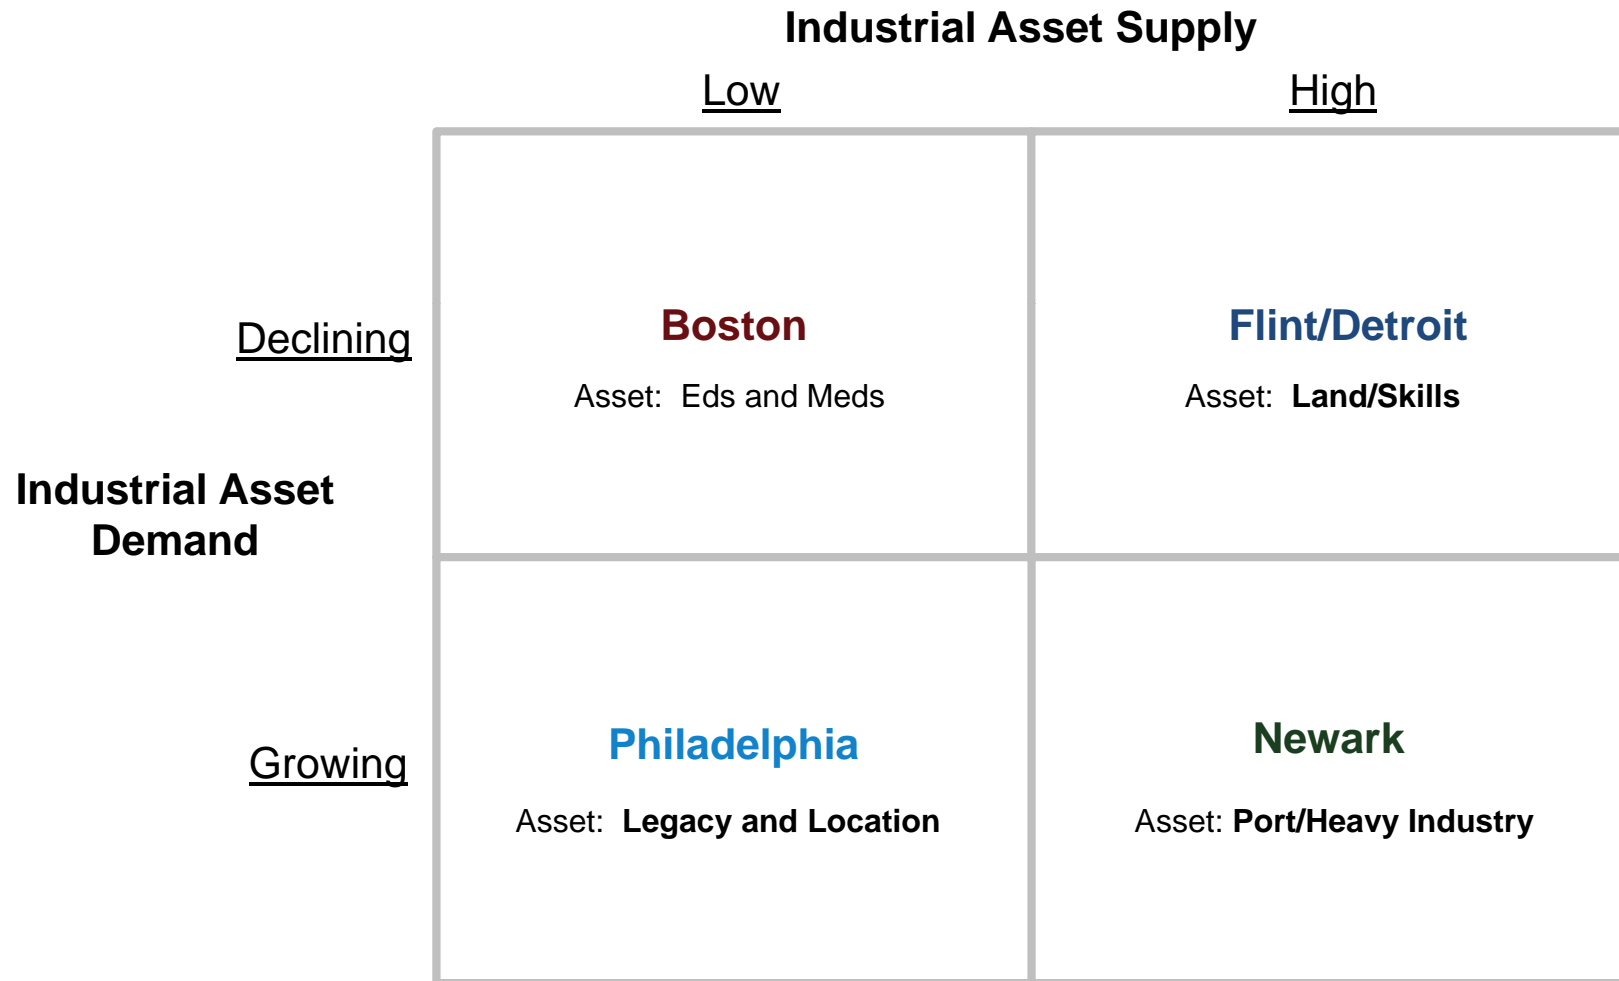 Industrial Asset Supply
Low
High
Declining
Boston
Asset: Eds and Meds
Flint/Detroit
Asset: Land/Skills
Industrial Asset
Demand
Growing
Philadelphia
Asset: Legacy and Location
Newark
Asset: Port/Heavy Industry